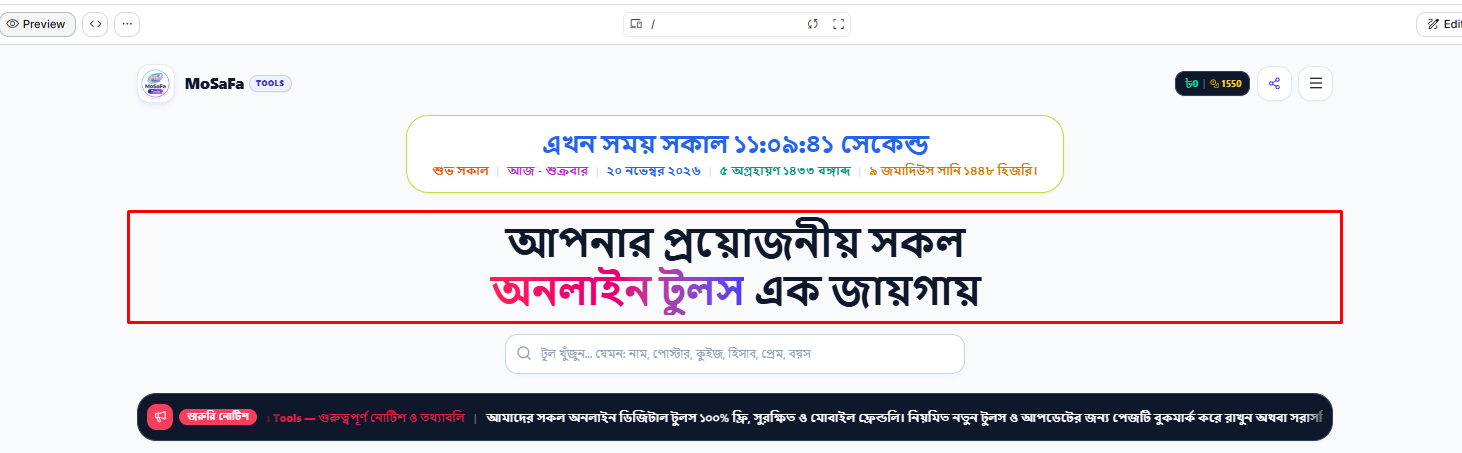 Preview
/
Edit
MoSaFa TOOLS
৳0 | 1550
এখন সময় সকাল ১১:০৯:৪১ সেকেন্ড
শুভ সকাল | আজ - শুক্রবার | ২০ নভেম্বর ২০২৬ | ৫ অগ্রহায়ণ ১৪৩৩ বঙ্গাব্দ | ৯ জমাদিউস সানি ১৪৪৮ হিজরি।
আপনার প্রয়োজনীয় সকল
অনলাইন টুলস এক জায়গায়
টুল খুঁজুন... যেমন: নাম, পোস্টার, কুইজ, হিসাব, প্রেম, বয়স
জরুরি নোটিশ Tools — গুরুত্বপূর্ণ নোটিশ ও তথ্যাবলি | আমাদের সকল অনলাইন ডিজিটাল টুলস ১০০% ফ্রি, সুরক্ষিত ও মোবাইল ফ্রেন্ডলি। নিয়মিত নতুন টুলস ও আপডেটের জন্য পেজটি বুকমার্ক করে রাখুন অথবা